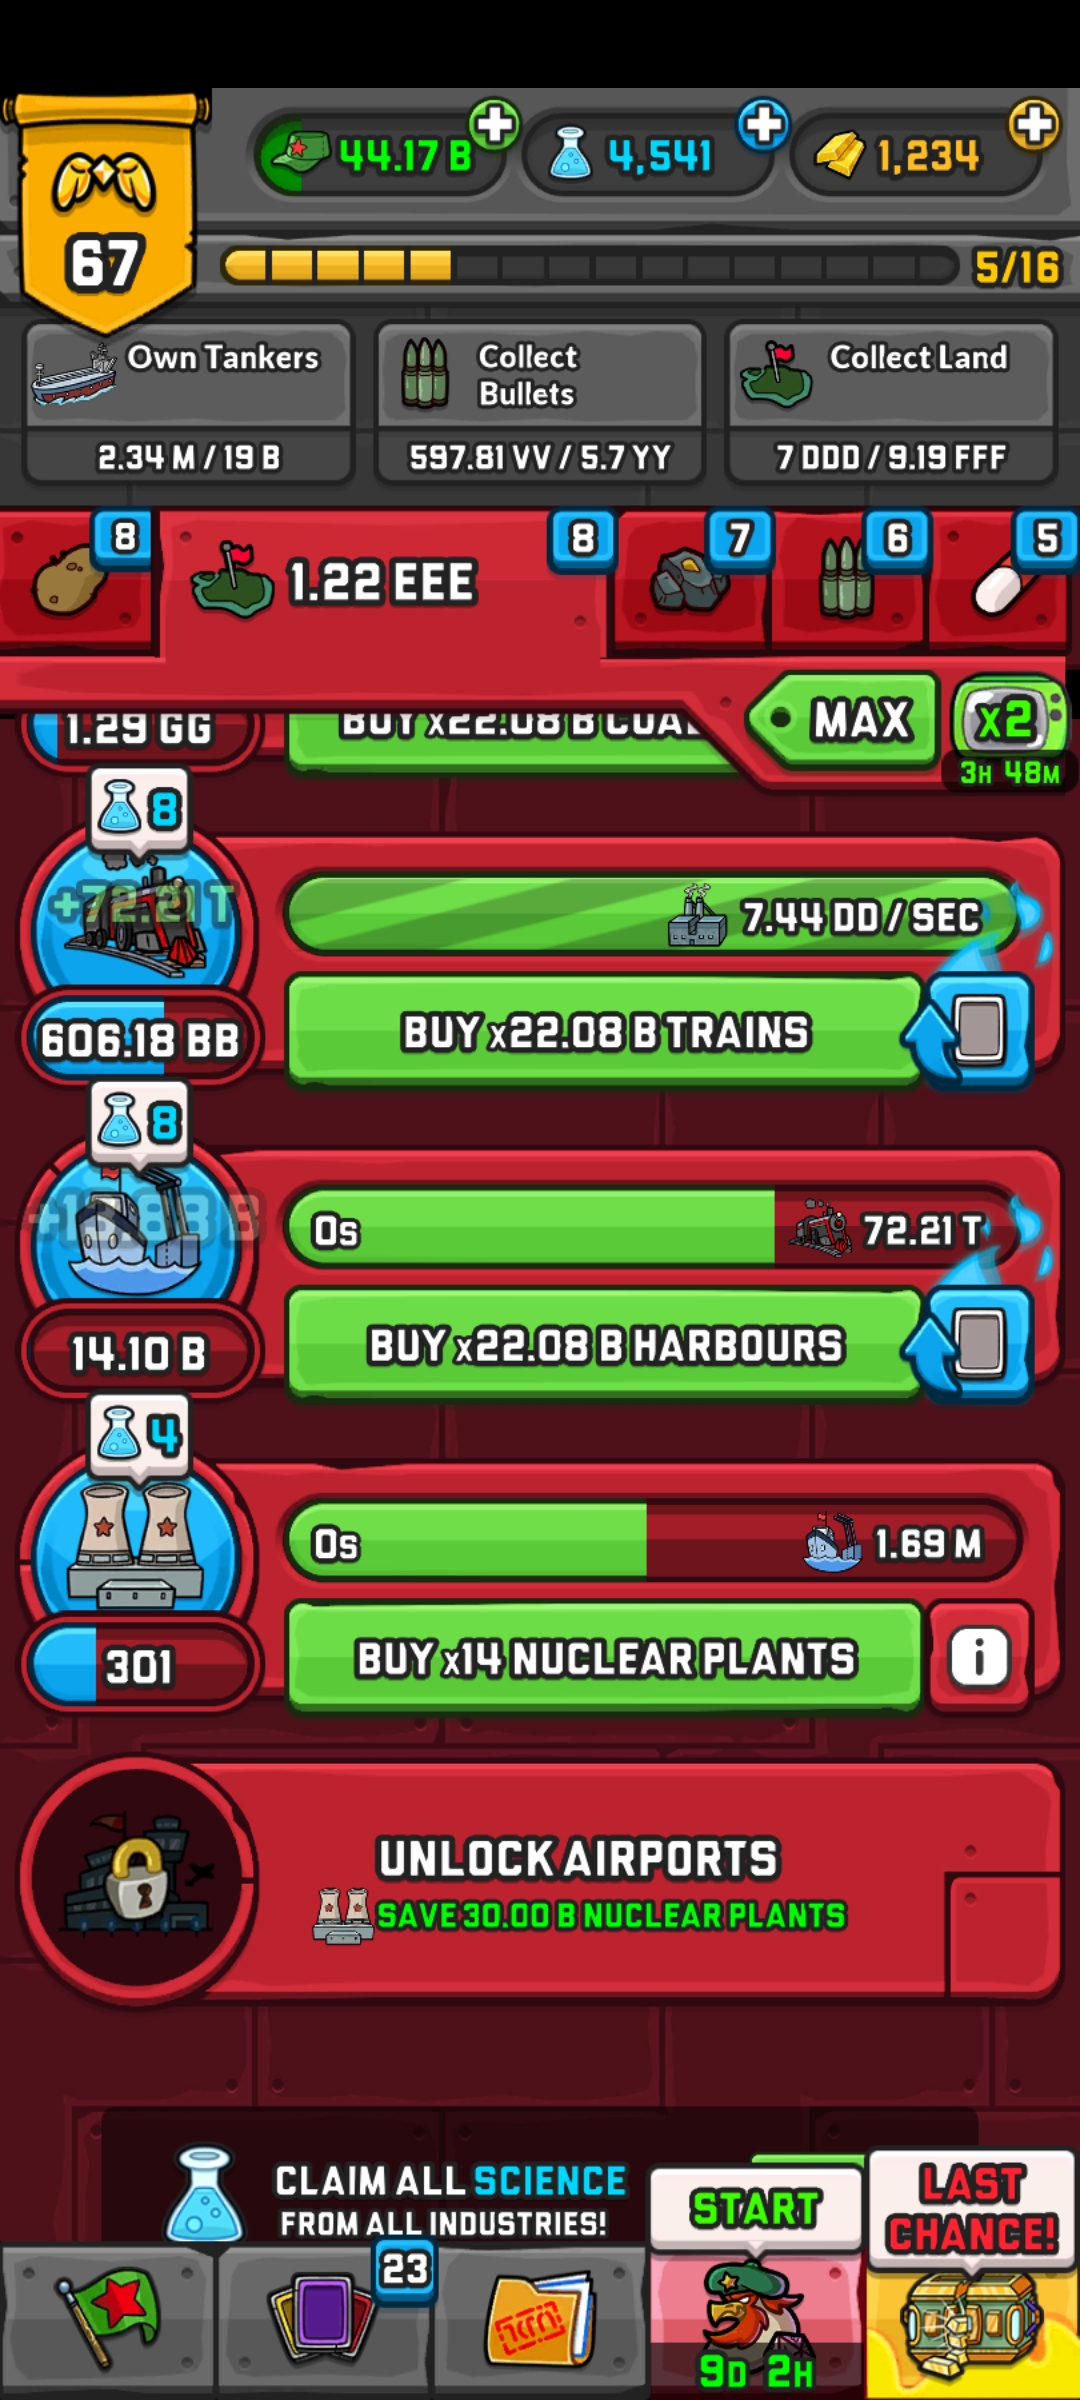 44.17 B
4,541
1,234
67
5/16
Own Tankers
2.34 M / 19 B
Collect
Bullets
597.81 VV / 5.7 YY
Collect Land
7 DDD / 9.19 FFF
8
1.22 EEE
8
7
6
5
MAX
x2
3H 48M
1.29 GG
BUY x22.08 B COAL
8
+72.21 T
7.44 DD / SEC
606.18 BB
BUY x22.08 B TRAINS
8
0s
72.21 T
14.10 B
BUY x22.08 B HARBOURS
4
0s
1.69 M
301
BUY x14 NUCLEAR PLANTS
i
UNLOCK AIRPORTS
SAVE 30.00 B NUCLEAR PLANTS
CLAIM ALL SCIENCE
FROM ALL INDUSTRIES!
START
LAST
CHANCE!
23
9D 2H